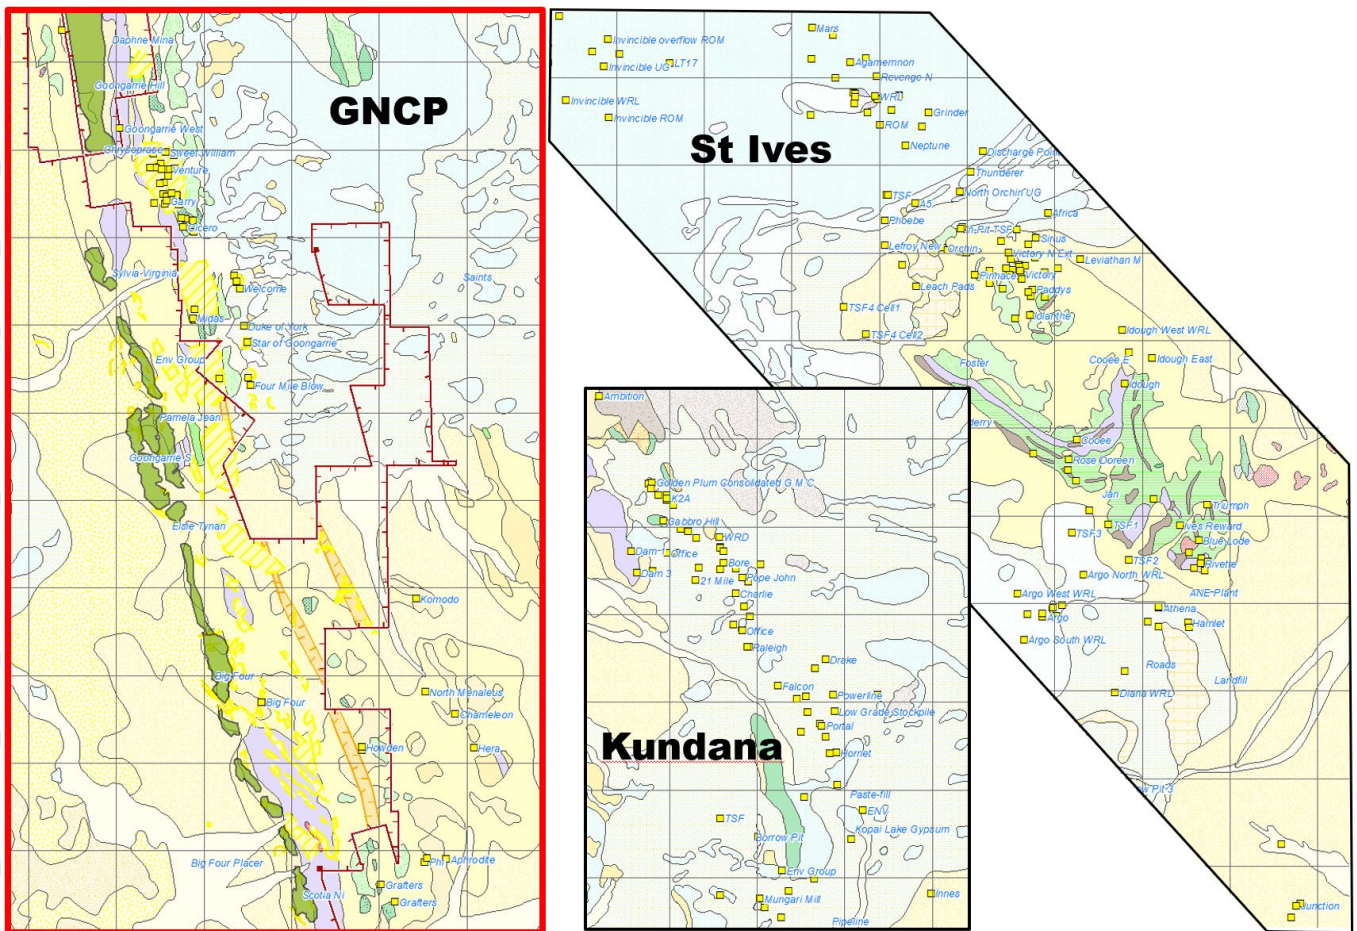 Daphne Mina
Goongarrie Hill
GNCP
Goongarrie West
Chrysoprase
Sweet William
Venture
Garry
Cicero
Sylvia-Virginia
Saints
Welcome
Midas
Duke of York
Star of Goongarrie
Env Group
Four Mile Blow
Pamela Jean
Goongarrie S
Elsie Tynan
Komodo
Big Four
Big Four
North Menaleus
Chameleon
Howden
Hera
Big Four Placer
Phi
Aphrodite
Scotia Ni
Grafters
Grafters
Mars
Invincible overflow ROM
Invincible UG
LT17
Agamemnon
Revenge N
Invincible WRL
WRL
Invincible ROM
ROM
Grinder
St Ives
Neptune
Discharge Point
Thunderer
TSF
A5
North Orchin UG
Phoebe
Africa
In-Pit TSF
Sirius
Lefroy New
Orchin
Victory N Ext
Leviathan M
Pinnace
Victory
Leach Pads
Paddys
TSF4 Cell1
Iolanthe
TSF4 Cell2
Idough West WRL
Foster
Cooee E
Idough East
Idough
Cooee
Rose Doreen
Jan
Triumph
TSF1
Ives Reward
TSF3
Blue Lode
TSF2
Rivette
Argo North WRL
Argo West WRL
ANE-Plant
Athena
Argo
Hamlet
Argo South WRL
Roads
Landfill
Diana WRL
Junction
Ambition
Golden Plum Consolidated G M C
K2A
Gabbro Hill
WRD
Dam 1
Office
Bore
Dam 3
21 Mile
Pope John
Charlie
Office
Raleigh
Drake
Falcon
Powerline
Low Grade Stockpile
Portal
Kundana
Hornet
Paste-fill
TSF
ENV
Borrow Pit
Kopai Lake Gypsum
Env Group
Mungari Mill
Innes
Pipeline